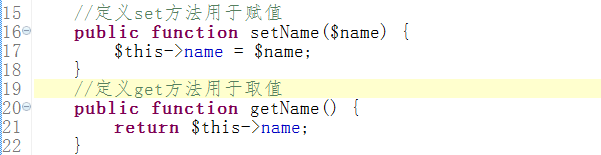 15 //定义set方法用于赋值
16 public function setName($name) {
17 $this->name = $name;
18 }
19 //定义get方法用于取值
20 public function getName() {
21 return $this->name;
22 }